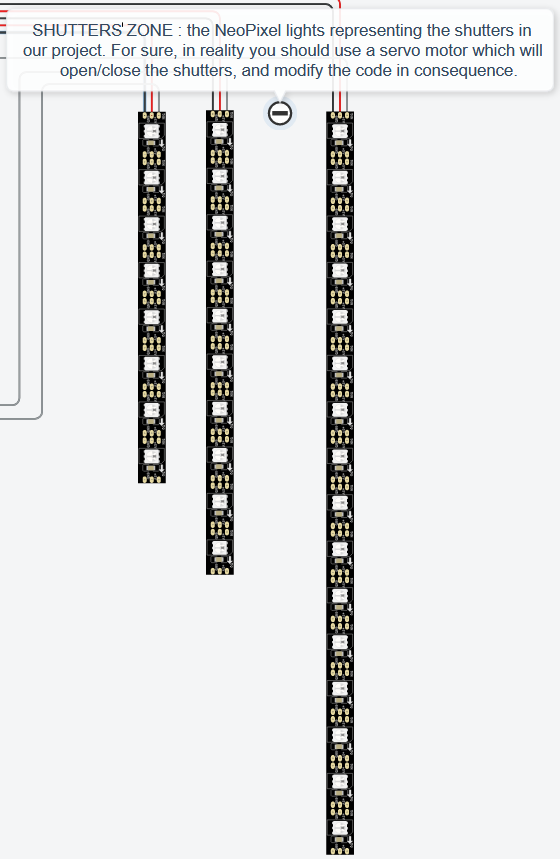 SHUTTERS' ZONE : the NeoPixel lights representing the shutters in
our project. For sure, in reality you should use a servo motor which will
open/close the shutters, and modify the code in consequence.